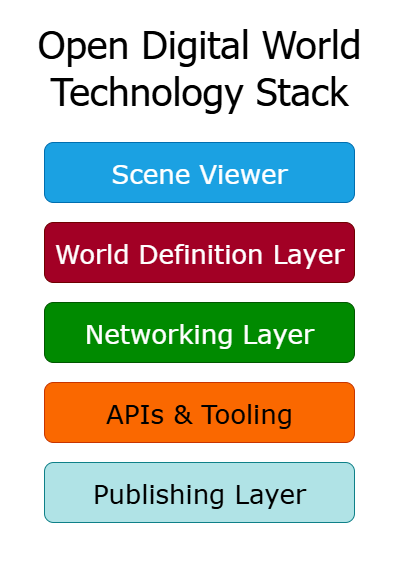 Open Digital World
Technology Stack
Scene Viewer
World Definition Layer
Networking Layer
APIs & Tooling
Publishing Layer